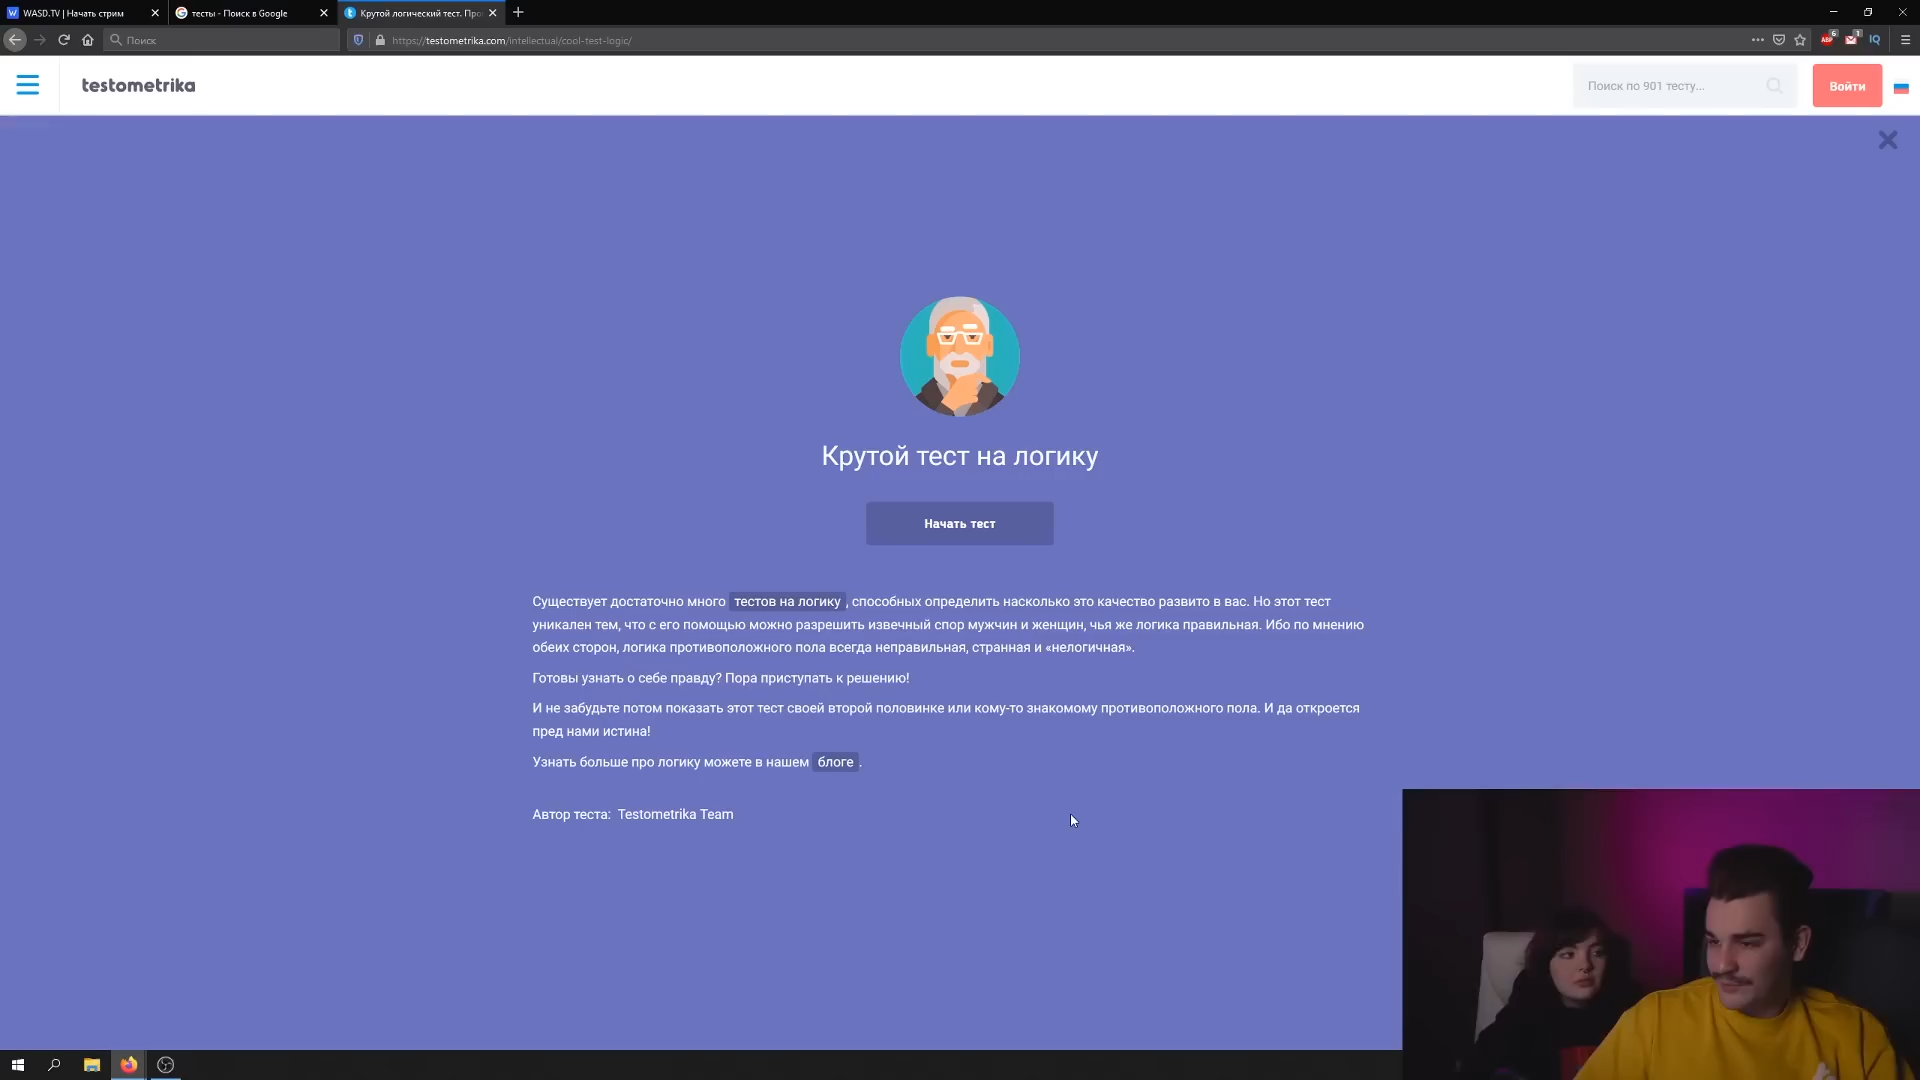 WASD.TV | Начать стрим
тесты - Поиск в Google
Крутой логический тест. Про
Поиск
https://testometrika.com/intellectual/cool-test-logic/
ABP
6
1
IQ
testometrika
Поиск по 901 тесту...
Войти
Крутой тест на логику
Начать тест
Существует достаточно много тестов на логику , способных определить насколько это качество развито в вас. Но этот тест
уникален тем, что с его помощью можно разрешить извечный спор мужчин и женщин, чья же логика правильная. Ибо по мнению
обеих сторон, логика противоположного пола всегда неправильная, странная и «нелогичная».
Готовы узнать о себе правду? Пора приступать к решению!
И не забудьте потом показать этот тест своей второй половинке или кому-то знакомому противоположного пола. И да откроется
пред нами истина!
Узнать больше про логику можете в нашем блоге .
Автор теста: Testometrika Team